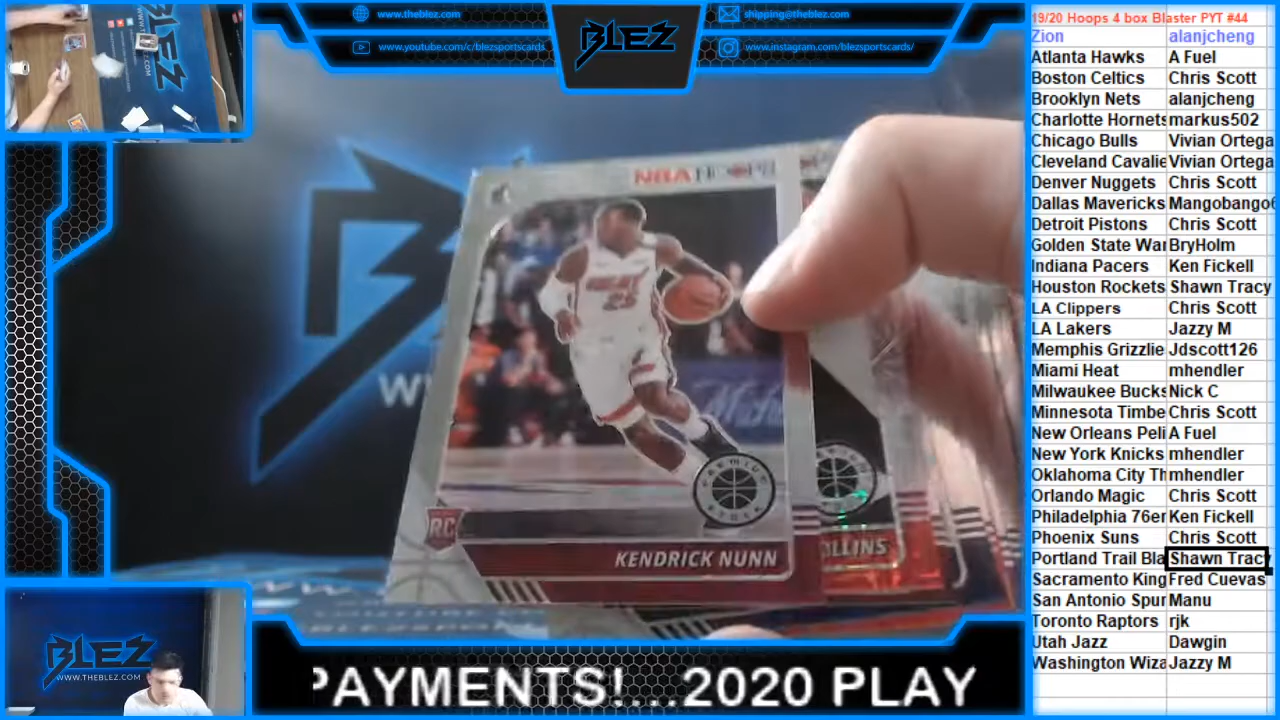 www.theblez.com
shipping@theblez.com
www.youtube.com/c/blezsportscards
www.instagram.com/blezsportscards/
BLEZ
NBA HOOPS
HEAT
25
PREMIUM
STOCK
RC
KENDRICK NUNN
OLLINS
BLEZ
WWW.THEBLEZ.COM
PAYMENTS!...2020 PLAY
19/20 Hoops 4 box Blaster PYT #44
Zion alanjcheng
Atlanta Hawks A Fuel
Boston Celtics Chris Scott
Brooklyn Nets alanjcheng
Charlotte Hornets markus502
Chicago Bulls Vivian Ortega
Cleveland Cavalie Vivian Ortega
Denver Nuggets Chris Scott
Dallas Mavericks Mangobango6
Detroit Pistons Chris Scott
Golden State War BryHolm
Indiana Pacers Ken Fickell
Houston Rockets Shawn Tracy
LA Clippers Chris Scott
LA Lakers Jazzy M
Memphis Grizzlie Jdscott126
Miami Heat mhendler
Milwaukee Bucks Nick C
Minnesota Timbe Chris Scott
New Orleans Peli A Fuel
New York Knicks mhendler
Oklahoma City Th mhendler
Orlando Magic Chris Scott
Philadelphia 76er Ken Fickell
Phoenix Suns Chris Scott
Portland Trail Bla Shawn Tracy
Sacramento King Fred Cuevas
San Antonio Spur Manu
Toronto Raptors rjk
Utah Jazz Dawgin
Washington Wiza Jazzy M